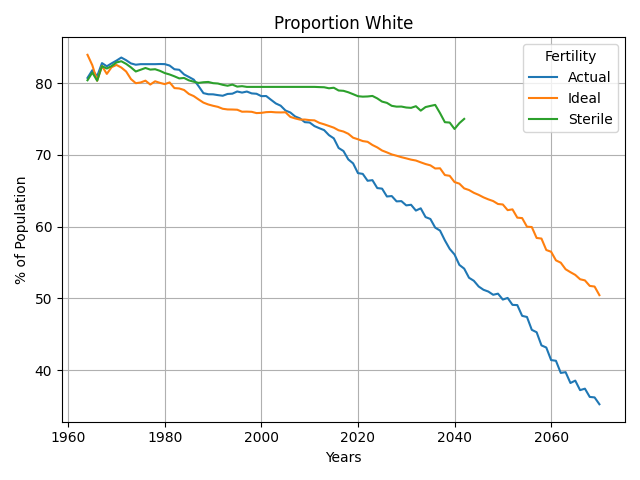 Proportion White
Fertility
Actual
Ideal
Sterile
% of Population
80
70
60
50
40
1960
1980
2000
2020
2040
2060
Years